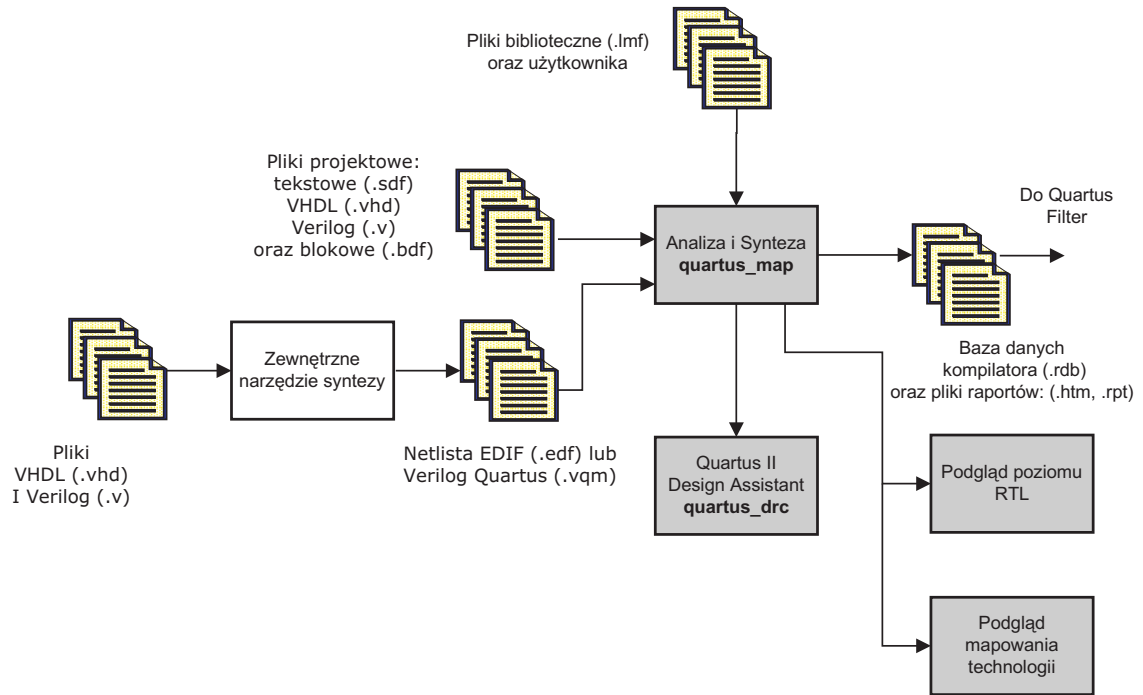 Pliki biblioteczne (.lmf)
oraz użytkownika
Pliki projektowe:
tekstowe (.sdf)
VHDL (.vhd)
Verilog (.v)
oraz blokowe (.bdf)
Analiza i Synteza
quartus_map
Do Quartus
Filter
Baza danych
kompilatora (.rdb)
oraz pliki raportów: (.htm, .rpt)
Zewnętrzne
narzędzie syntezy
Pliki
VHDL (.vhd)
I Verilog (.v)
Netlista EDIF (.edf) lub
Verilog Quartus (.vqm)
Quartus II
Design Assistant
quartus_drc
Podgląd poziomu
RTL
Podgląd
mapowania
technologii